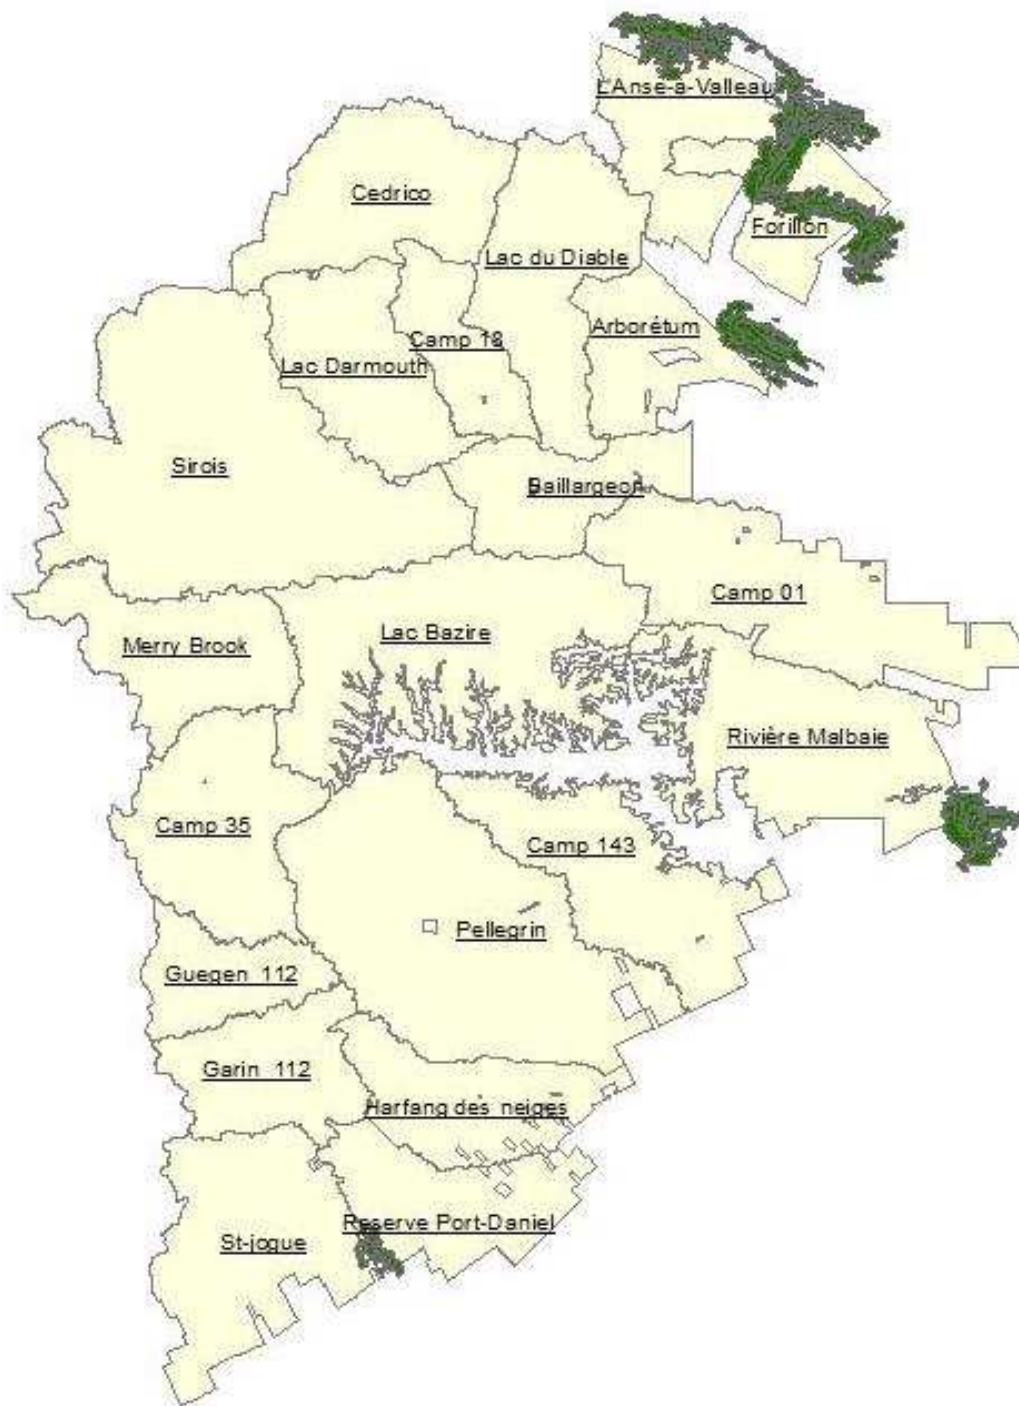 L'Anse-a-Valleau
Cedrico
Forillon
Lac du Diable
Arborétum
Camp 18
Lac Darmouth
Sirois
Baillargeon
Camp 01
Lac Bazire
Merry Brook
Rivière Malbaie
Camp 35
Camp 143
Pellegrin
Guegen 112
Garin 112
Harfang des neiges
Reserve Port-Daniel
St-jogue